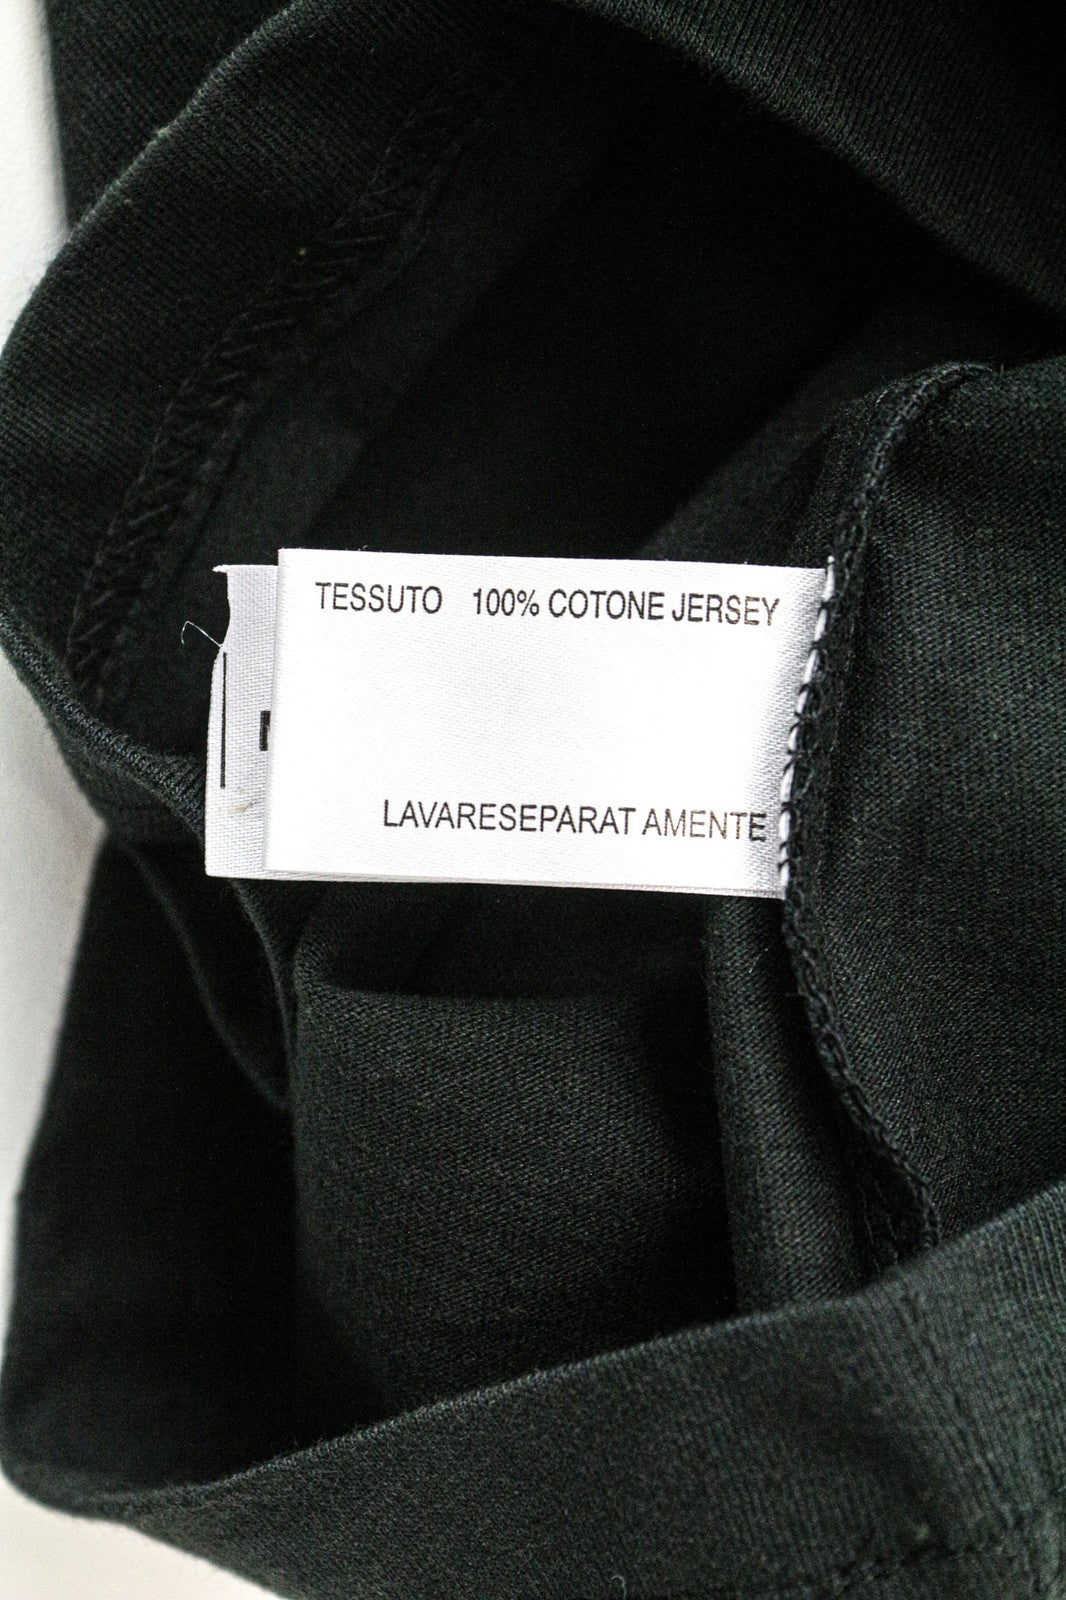 TESSUTO 100% COTONE JERSEY
LAVARESEPARAT AMENTE